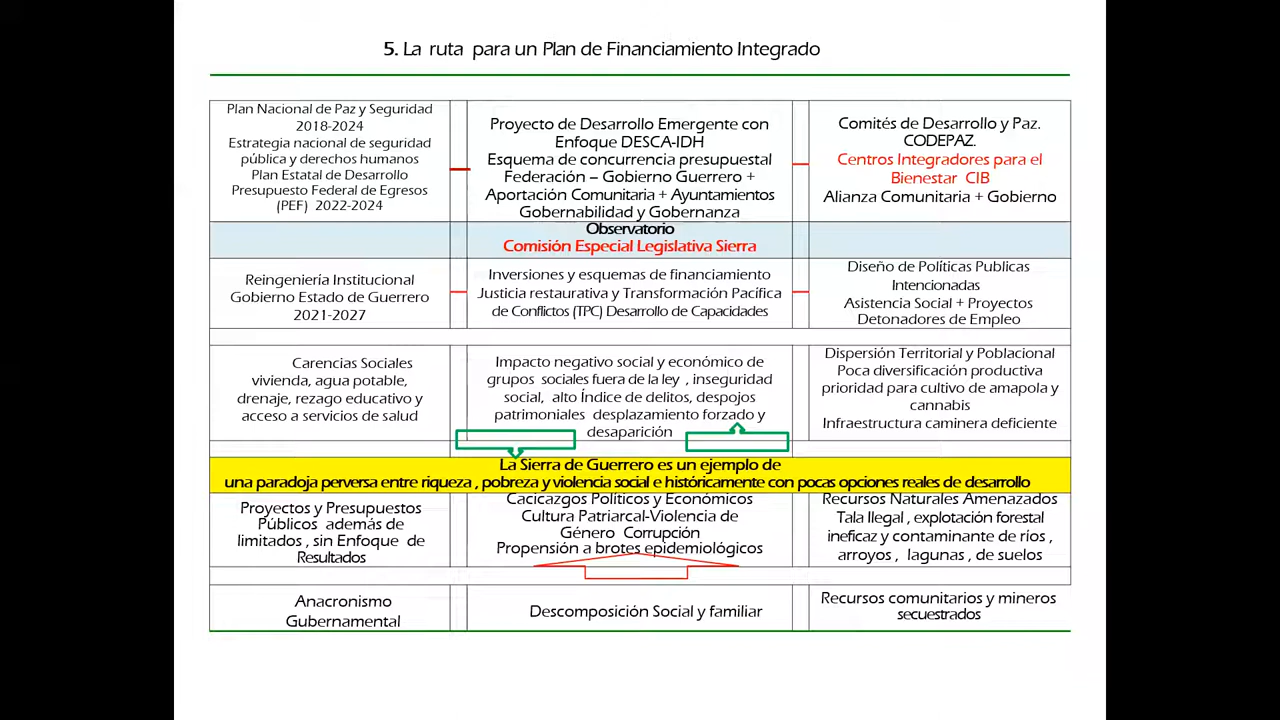 5. La ruta para un Plan de Financiamiento Integrado
Plan Nacional de Paz y Seguridad
2018-2024
Estrategia nacional de seguridad
pública y derechos humanos
Plan Estatal de Desarrollo
Presupuesto Federal de Egresos
(PEF) 2022-2024
Proyecto de Desarrollo Emergente con
Enfoque DESCA-IDH
Esquema de concurrencia presupuestal
Federación – Gobierno Guerrero +
Aportación Comunitaria + Ayuntamientos
Gobernabilidad y Gobernanza
Comités de Desarrollo y Paz.
CODEPAZ.
Centros Integradores para el
Bienestar CIB
Alianza Comunitaria + Gobierno
Observatorio
Comisión Especial Legislativa Sierra
Reingeniería Institucional
Gobierno Estado de Guerrero
2021-2027
Inversiones y esquemas de financiamiento
Justicia restaurativa y Transformación Pacífica
de Conflictos (TPC) Desarrollo de Capacidades
Diseño de Políticas Publicas
Intencionadas
Asistencia Social + Proyectos
Detonadores de Empleo
Carencias Sociales
vivienda, agua potable,
drenaje, rezago educativo y
acceso a servicios de salud
Impacto negativo social y económico de
grupos sociales fuera de la ley , inseguridad
social, alto Índice de delitos, despojos
patrimoniales desplazamiento forzado y
desaparición
Dispersión Territorial y Poblacional
Poca diversificación productiva
prioridad para cultivo de amapola y
cannabis
Infraestructura caminera deficiente
La Sierra de Guerrero es un ejemplo de
una paradoja perversa entre riqueza , pobreza y violencia social e históricamente con pocas opciones reales de desarrollo
Proyectos y Presupuestos
Públicos además de
limitados , sin Enfoque de
Resultados
Cacicazgos Políticos y Económicos
Cultura Patriarcal-Violencia de
Género Corrupción
Propensión a brotes epidemiológicos
Recursos Naturales Amenazados
Tala Ilegal , explotación forestal
ineficaz y contaminante de ríos ,
arroyos , lagunas , de suelos
Anacronismo
Gubernamental
Descomposición Social y familiar
Recursos comunitarios y mineros
secuestrados